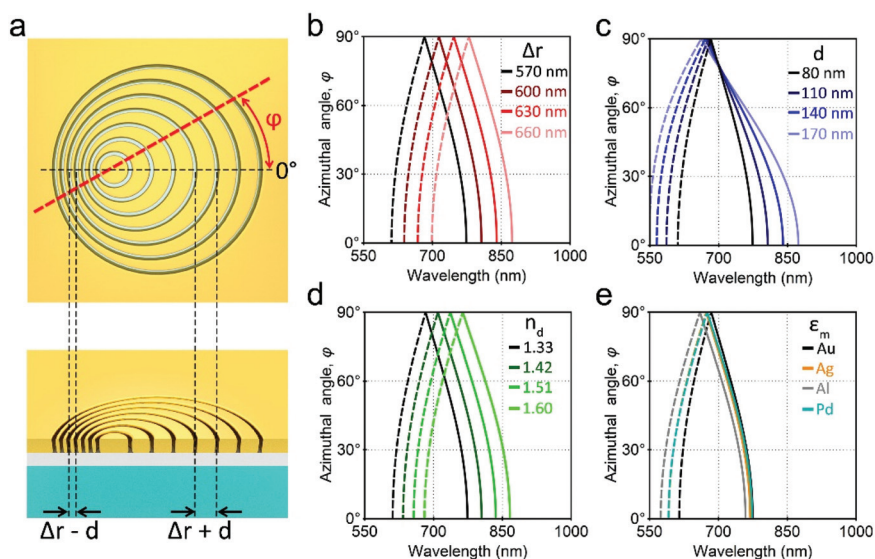 a
φ
0°
Δr - d
Δr + d
b
Δr
570 nm
600 nm
630 nm
660 nm
90°
60°
30°
0°
Azimuthal angle, φ
550 700 850 1000
Wavelength (nm)
c
d
80 nm
110 nm
140 nm
170 nm
90°
60°
30°
0°
Azimuthal angle, φ
550 700 850 1000
Wavelength (nm)
d
n_d
1.33
1.42
1.51
1.60
90°
60°
30°
0°
Azimuthal angle, φ
550 700 850 1000
Wavelength (nm)
e
ε_m
Au
Ag
Al
Pd
90°
60°
30°
0°
Azimuthal angle, φ
550 700 850 1000
Wavelength (nm)